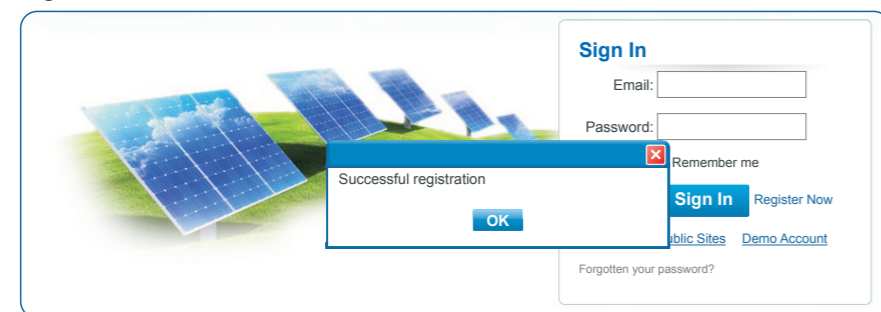 Sign In
Email:
Password:
Remember me
Successful registration
OK
Sign In Register Now
Sites Demo Account
Forgotten your password?